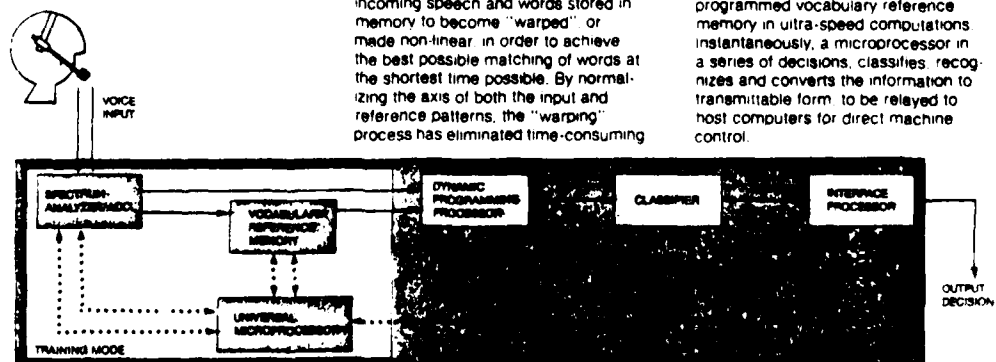 incoming speech and words stored in
memory to become "warped", or
made non-linear, in order to achieve
the best possible matching of words at
the shortest time possible. By normal-
izing the axis of both the input and
reference patterns, the "warping"
process has eliminated time-consuming
programmed vocabulary reference
memory in ultra-speed computations.
Instantaneously, a microprocessor in
a series of decisions, classifies, recog-
nizes and converts the information to
transmittable form, to be relayed to
host computers for direct machine
control.
VOICE
INPUT
SPECTRUM-
VOCABULARY
REFERENCE
MEMORY
UNIVERSAL
MICROPROCESSOR
TRAINING MODE
DYNAMIC
PROGRAMMING
PROCESSOR
CLASSIFIER
INTERFACE
PROCESSOR
OUTPUT
DECISION